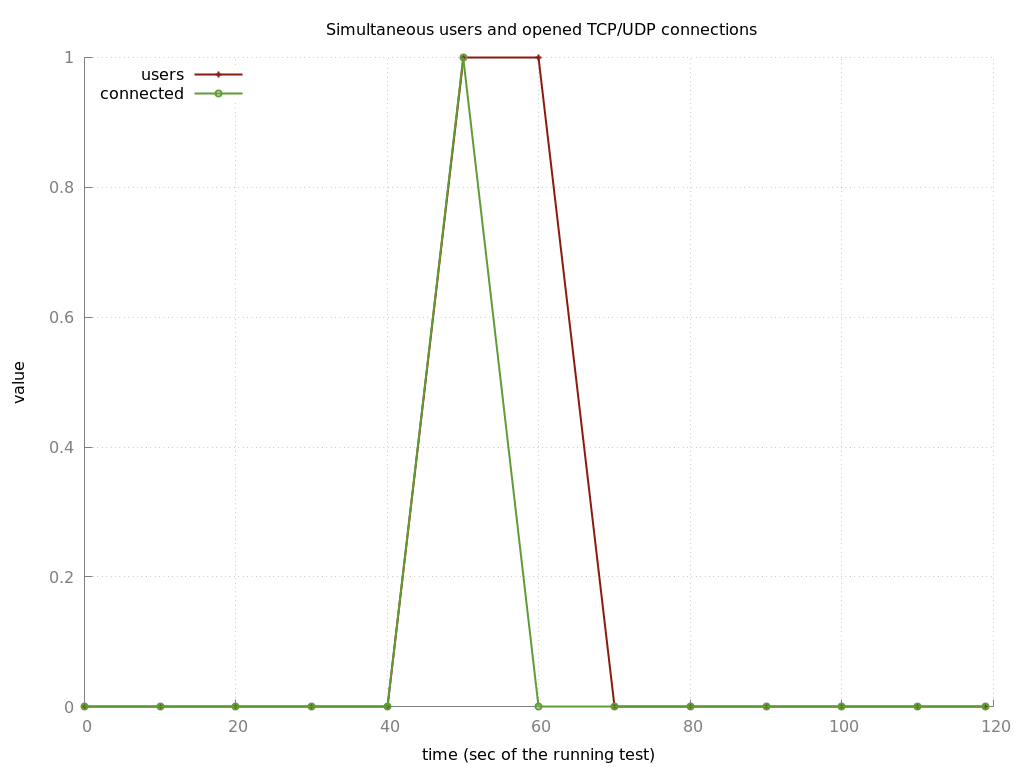 Simultaneous users and opened TCP/UDP connections
1
users
connected
0.8
0.6
value
0.4
0.2
0
0 20 40 60 80 100 120
time (sec of the running test)